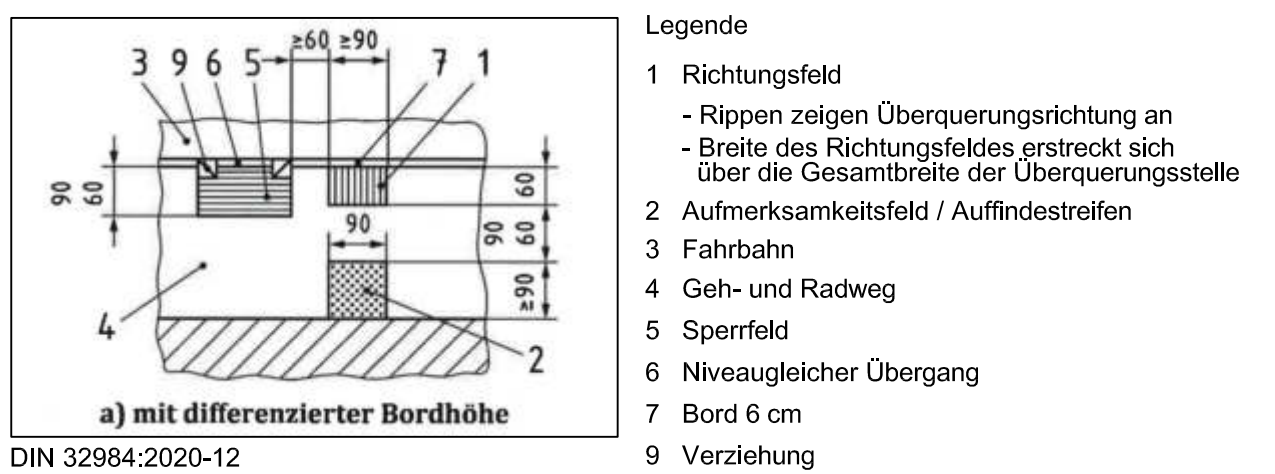 ≥60 ≥90
3 9 6 5 7 1
90
60
60
90
90
60
≥90
4
2
a) mit differenzierter Bordhöhe
DIN 32984:2020-12
Legende
1 Richtungsfeld
- Rippen zeigen Überquerungsrichtung an
- Breite des Richtungsfeldes erstreckt sich
über die Gesamtbreite der Überquerungsstelle
2 Aufmerksamkeitsfeld / Auffindestreifen
3 Fahrbahn
4 Geh- und Radweg
5 Sperrfeld
6 Niveaugleicher Übergang
7 Bord 6 cm
9 Verziehung